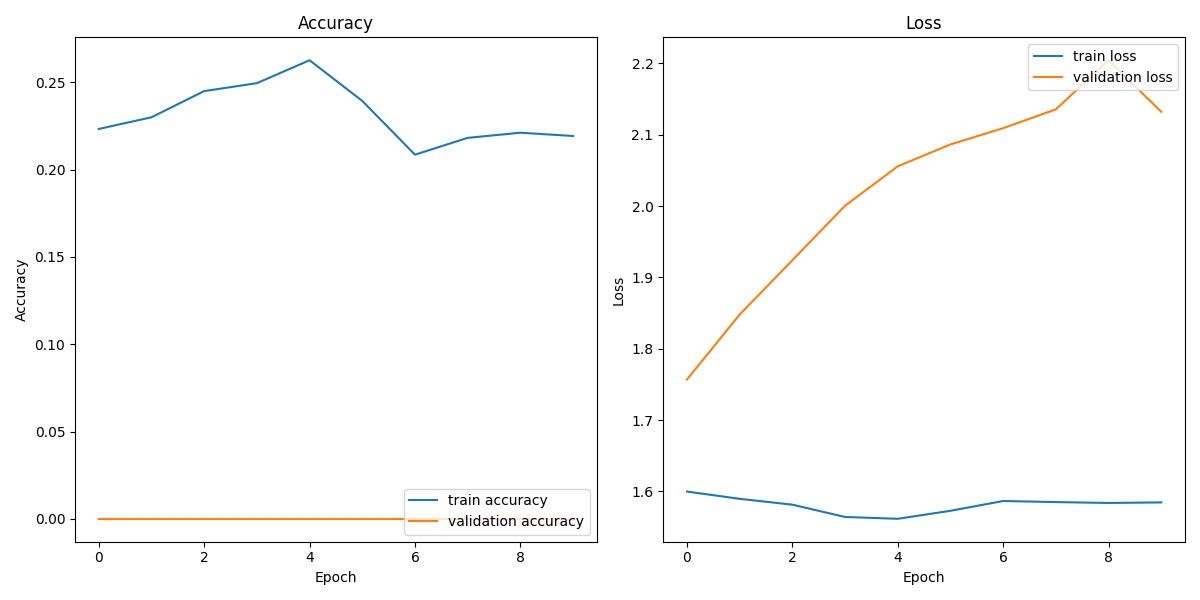 Accuracy
0.25
0.20
0.15
0.10
0.05
0.00
Accuracy
train accuracy
validation accuracy
0 2 4 6 8
Epoch
Loss
2.2
2.1
2.0
1.9
1.8
1.7
1.6
Loss
train loss
validation loss
0 2 4 6 8
Epoch